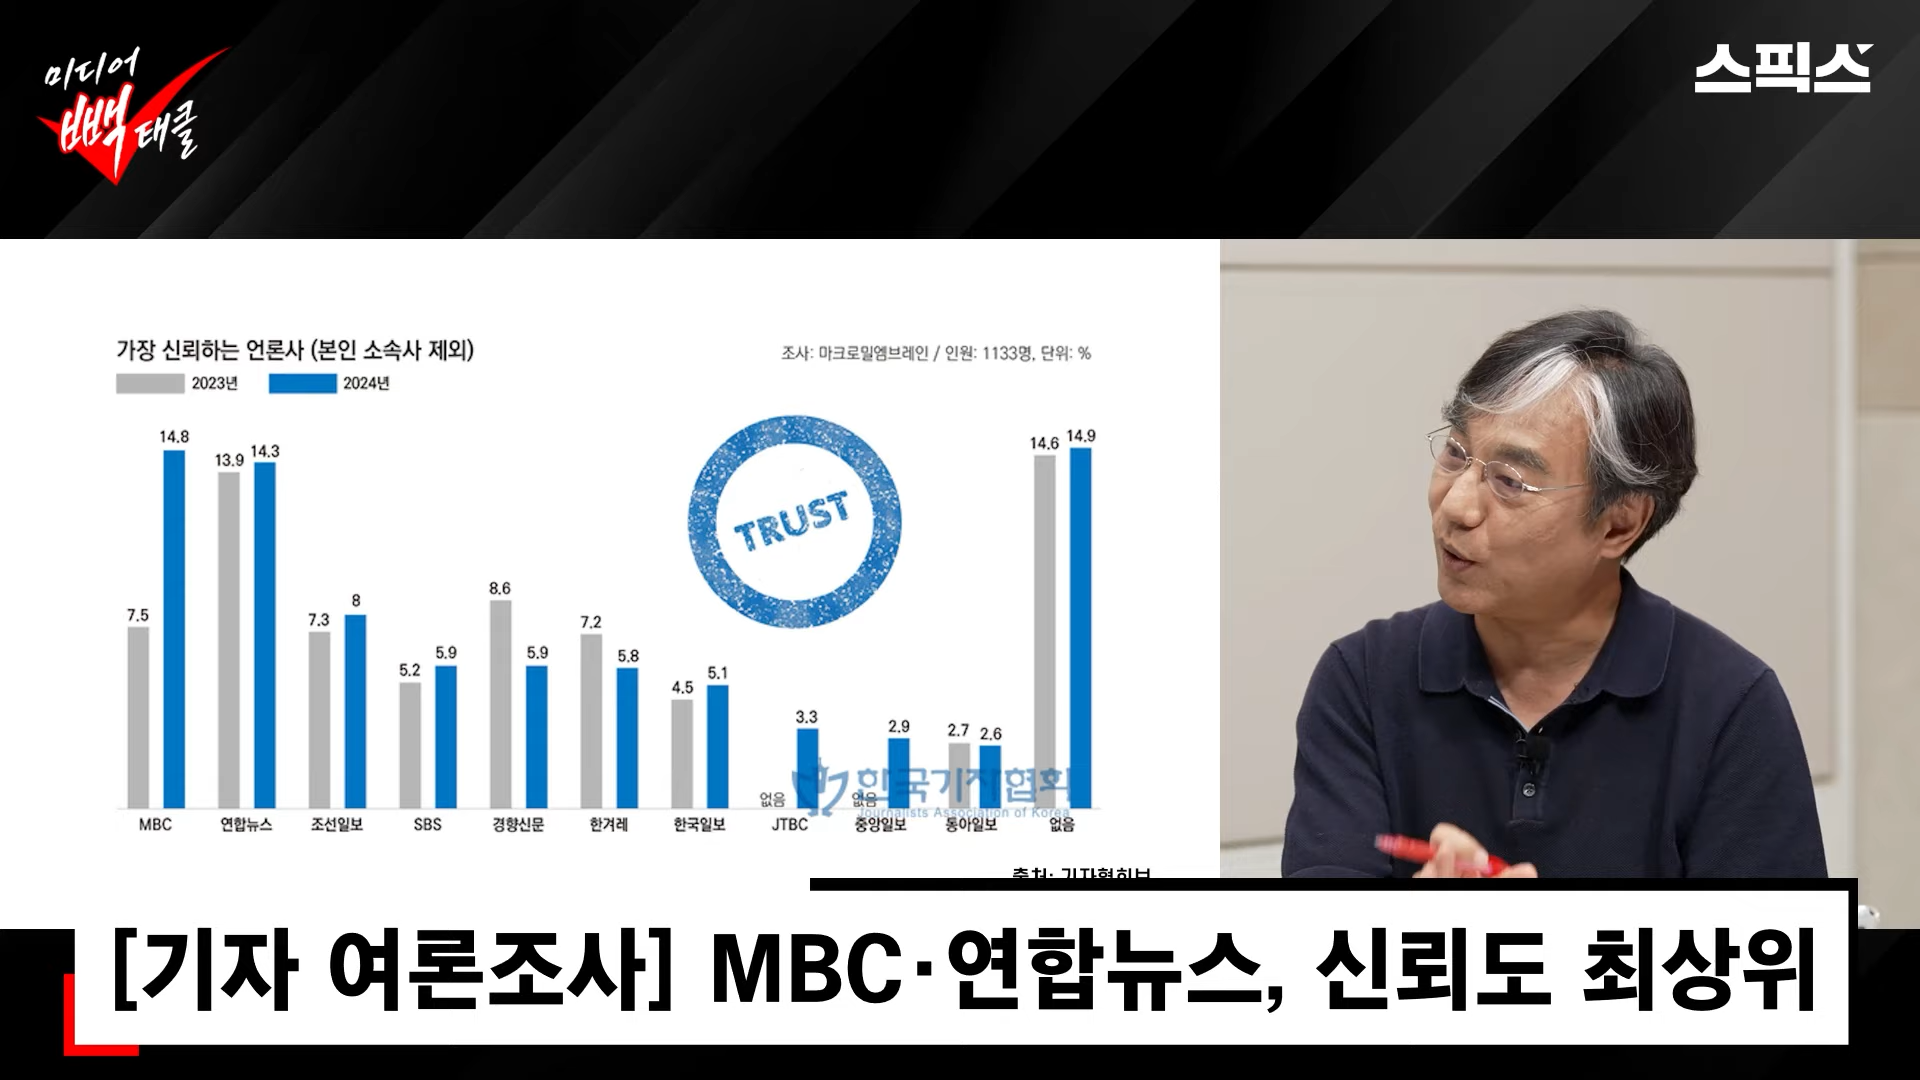 미디어
빽태클
스픽스
가장 신뢰하는 언론사 (본인 소속사 제외)
조사: 마크로밀엠브레인 / 인원: 1133명, 단위: %
2023년 2024년
TRUST
7.5 14.8 13.9 14.3 7.3 8 5.2 5.9 8.6 5.9 7.2 5.8 4.5 5.1 없음 3.3 없음 2.9 2.7 2.6 14.6 14.9
한국기자협회
Journalists Association of Korea
MBC 연합뉴스 조선일보 SBS 경향신문 한겨레 한국일보 JTBC 중앙일보 동아일보 없음
출처: 기자협회보
[기자 여론조사] MBC·연합뉴스, 신뢰도 최상위